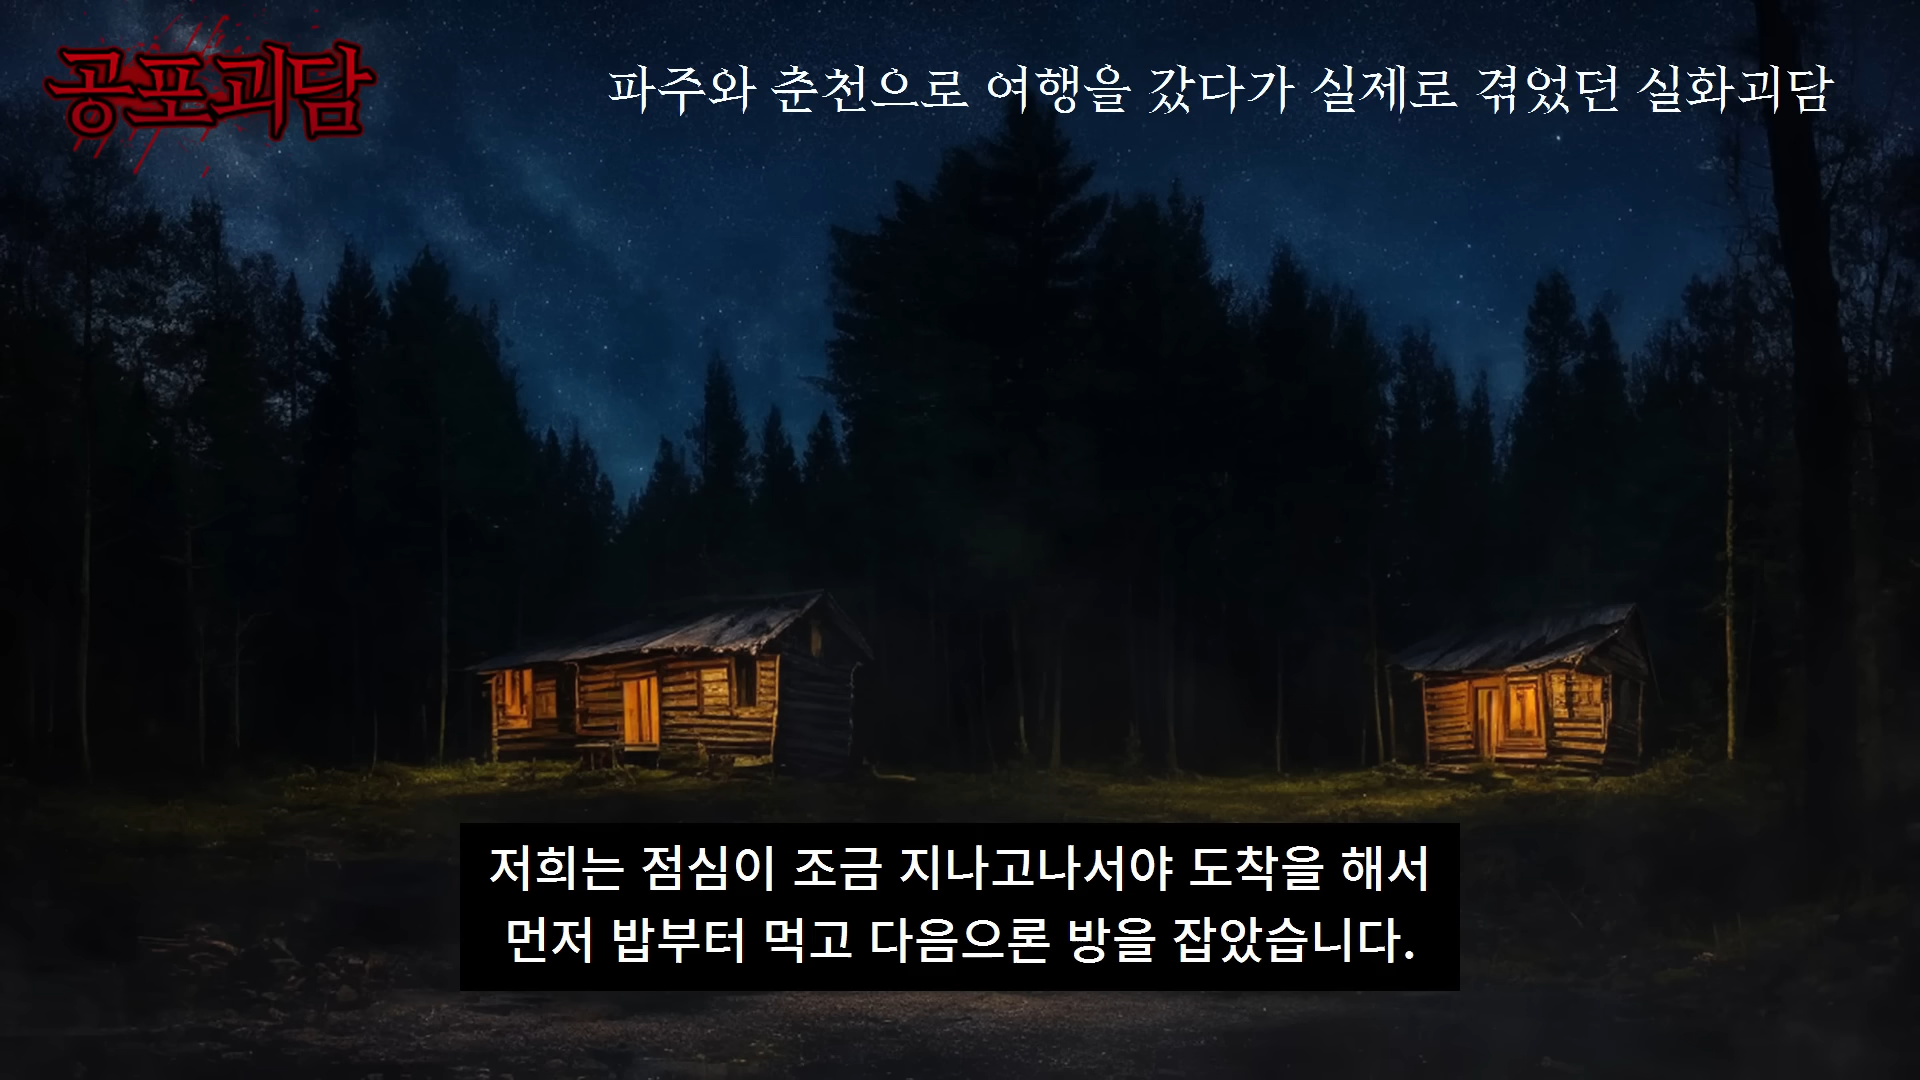 공포괴담
파주와 춘천으로 여행을 갔다가 실제로 겪었던 실화괴담
저희는 점심이 조금 지나고나서야 도착을 해서
먼저 밥부터 먹고 다음으론 방을 잡았습니다.